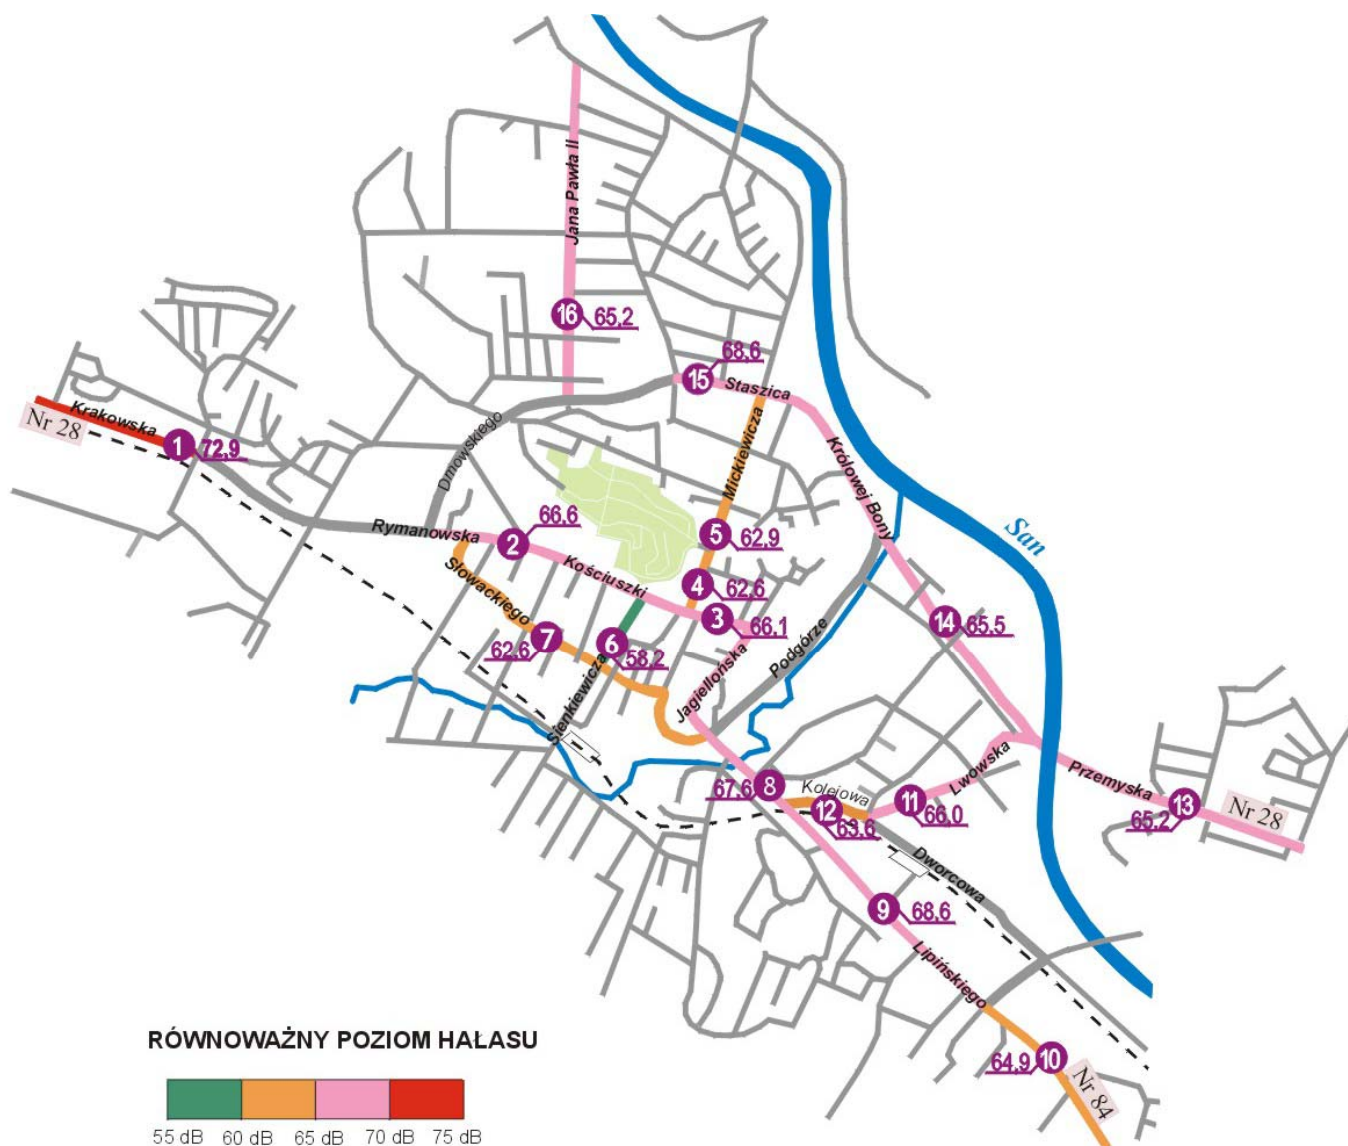 Jana Pawła II
16
65,2
68,6
15
Staszica
Krakowska
Nr 28
1
72,9
Dmowskiego
Mickiewicza
Królowej Bony
San
Rymanowska
66.6
2
5
62,9
Kościuszki
4
62,6
Słowackiego
3
66,1
14
65.5
7
62,6
6
58,2
Podgórze
Sienkiewicza
Jagiellońska
67,6
8
Kolejowa
Lwowska
Przemyska
12
63,6
11
66,0
13
65,2
Nr 28
Dworcowa
9
68,6
Lipińskiego
64,9
10
Nr 84
RÓWNOWAŻNY POZIOM HAŁASU
55 dB 60 dB 65 dB 70 dB 75 dB